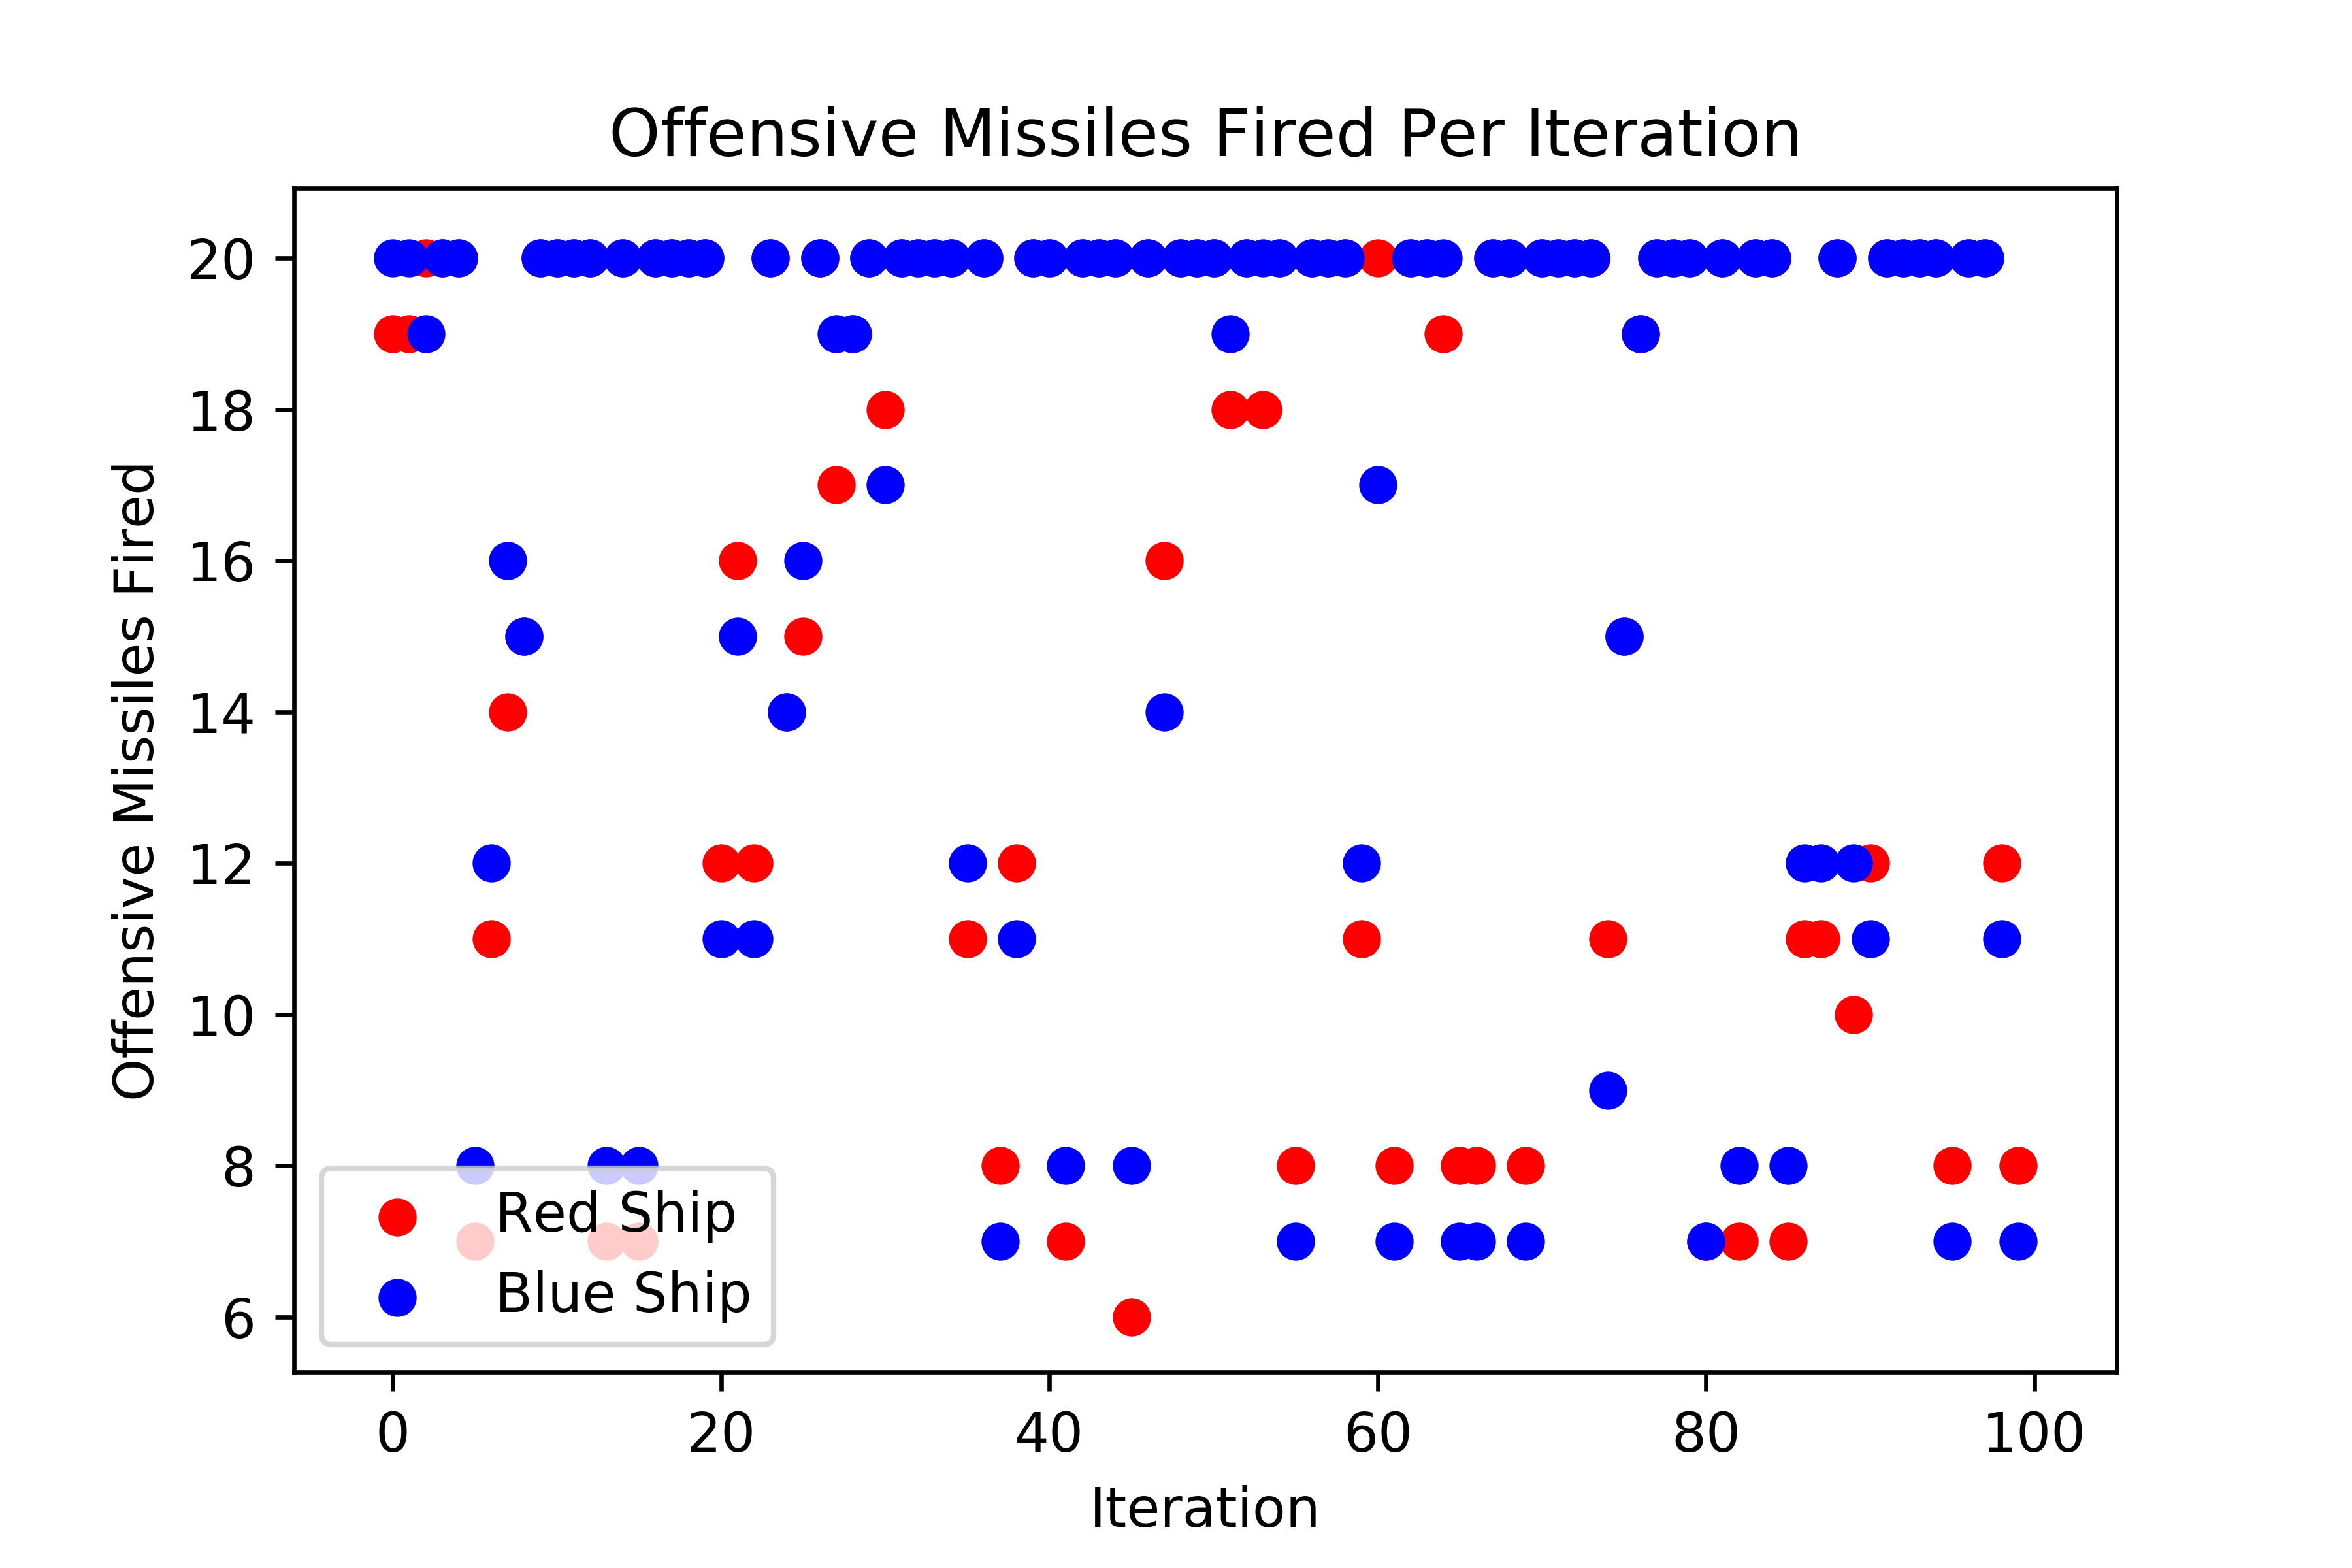 Offensive Missiles Fired Per Iteration
Offensive Missiles Fired
20
18
16
14
12
10
8
6
Red Ship
Blue Ship
0 20 40 60 80 100
Iteration